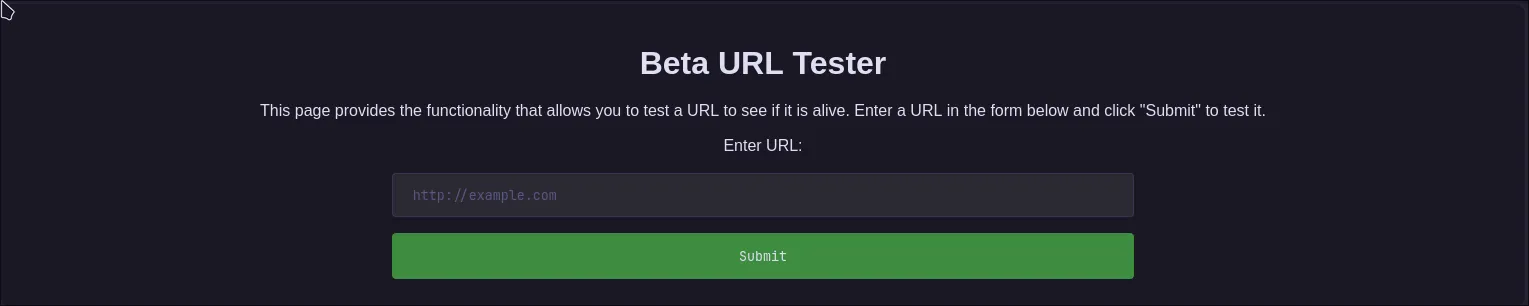 Beta URL Tester
This page provides the functionality that allows you to test a URL to see if it is alive. Enter a URL in the form below and click "Submit" to test it.
Enter URL:
http://example.com
Submit